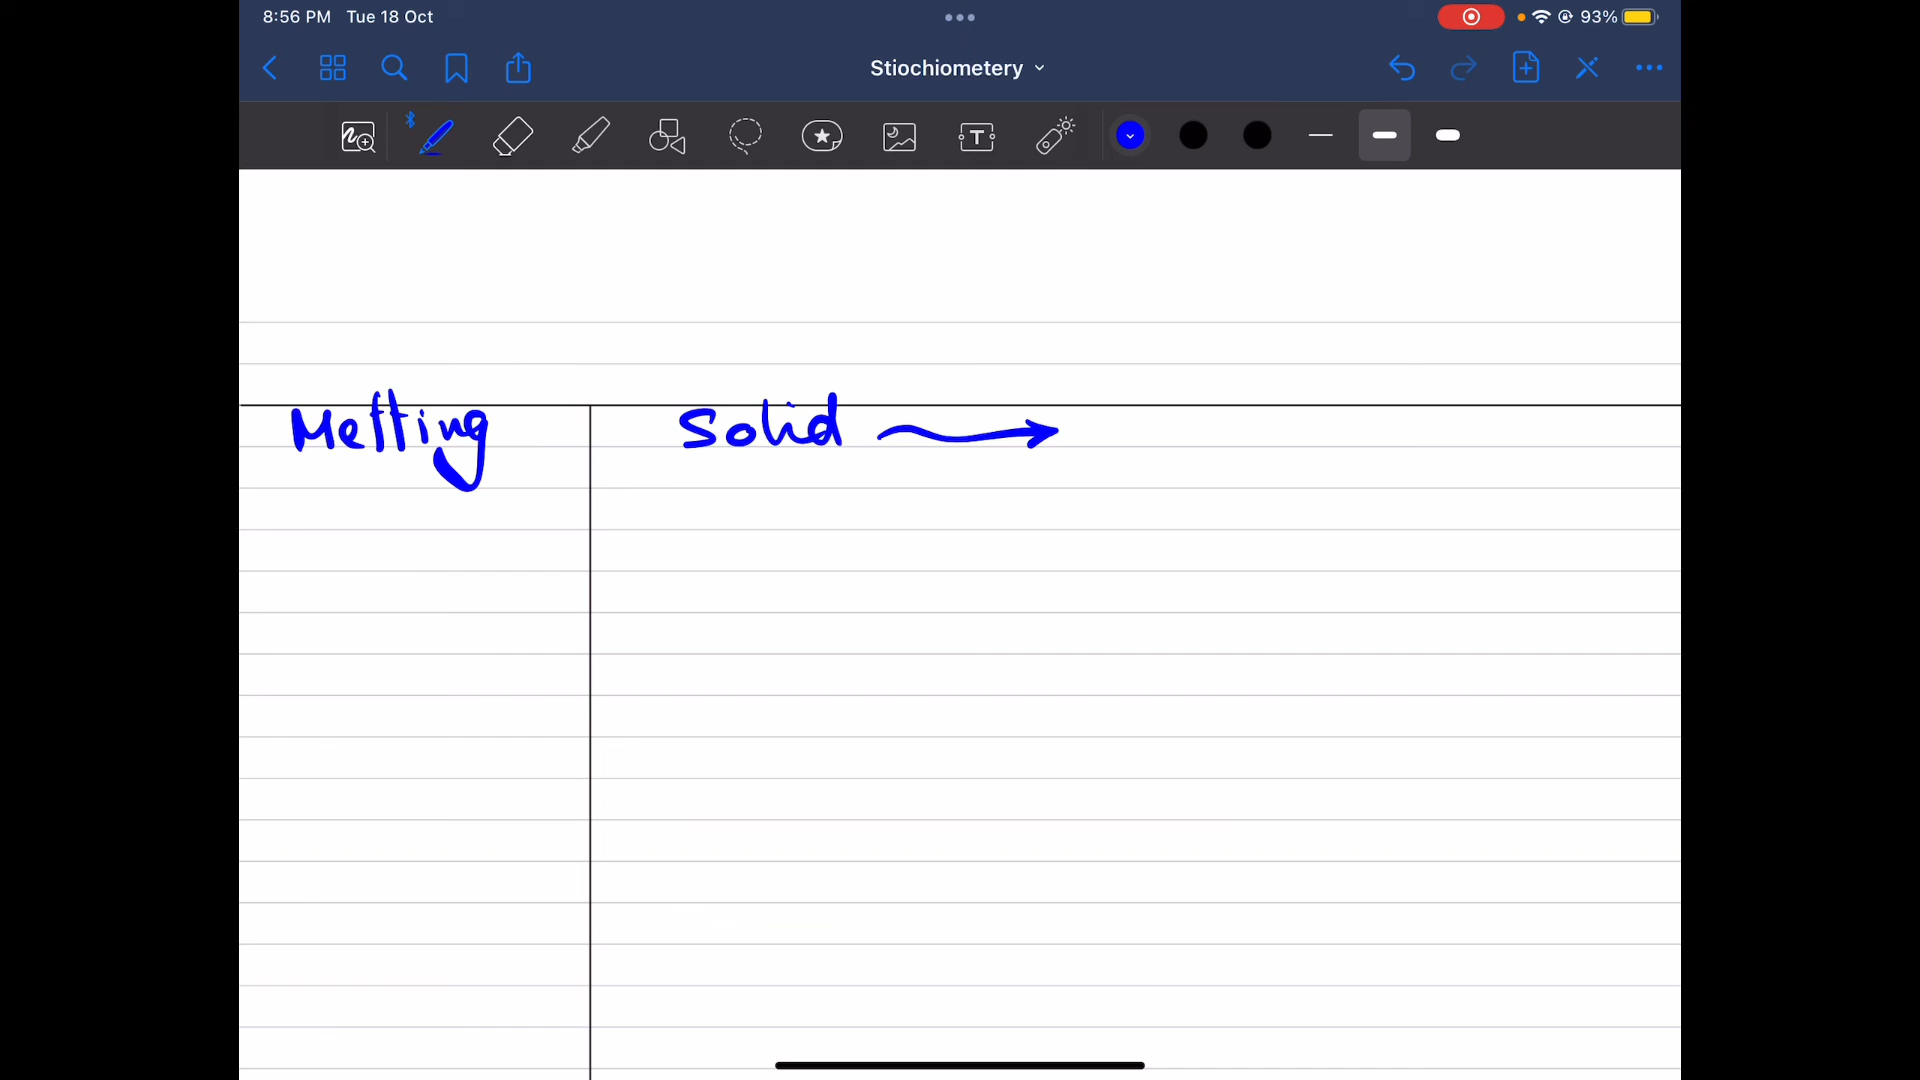 8:56 PM Tue 18 Oct
93%
Stiochiometery
T
Melting
Solid →